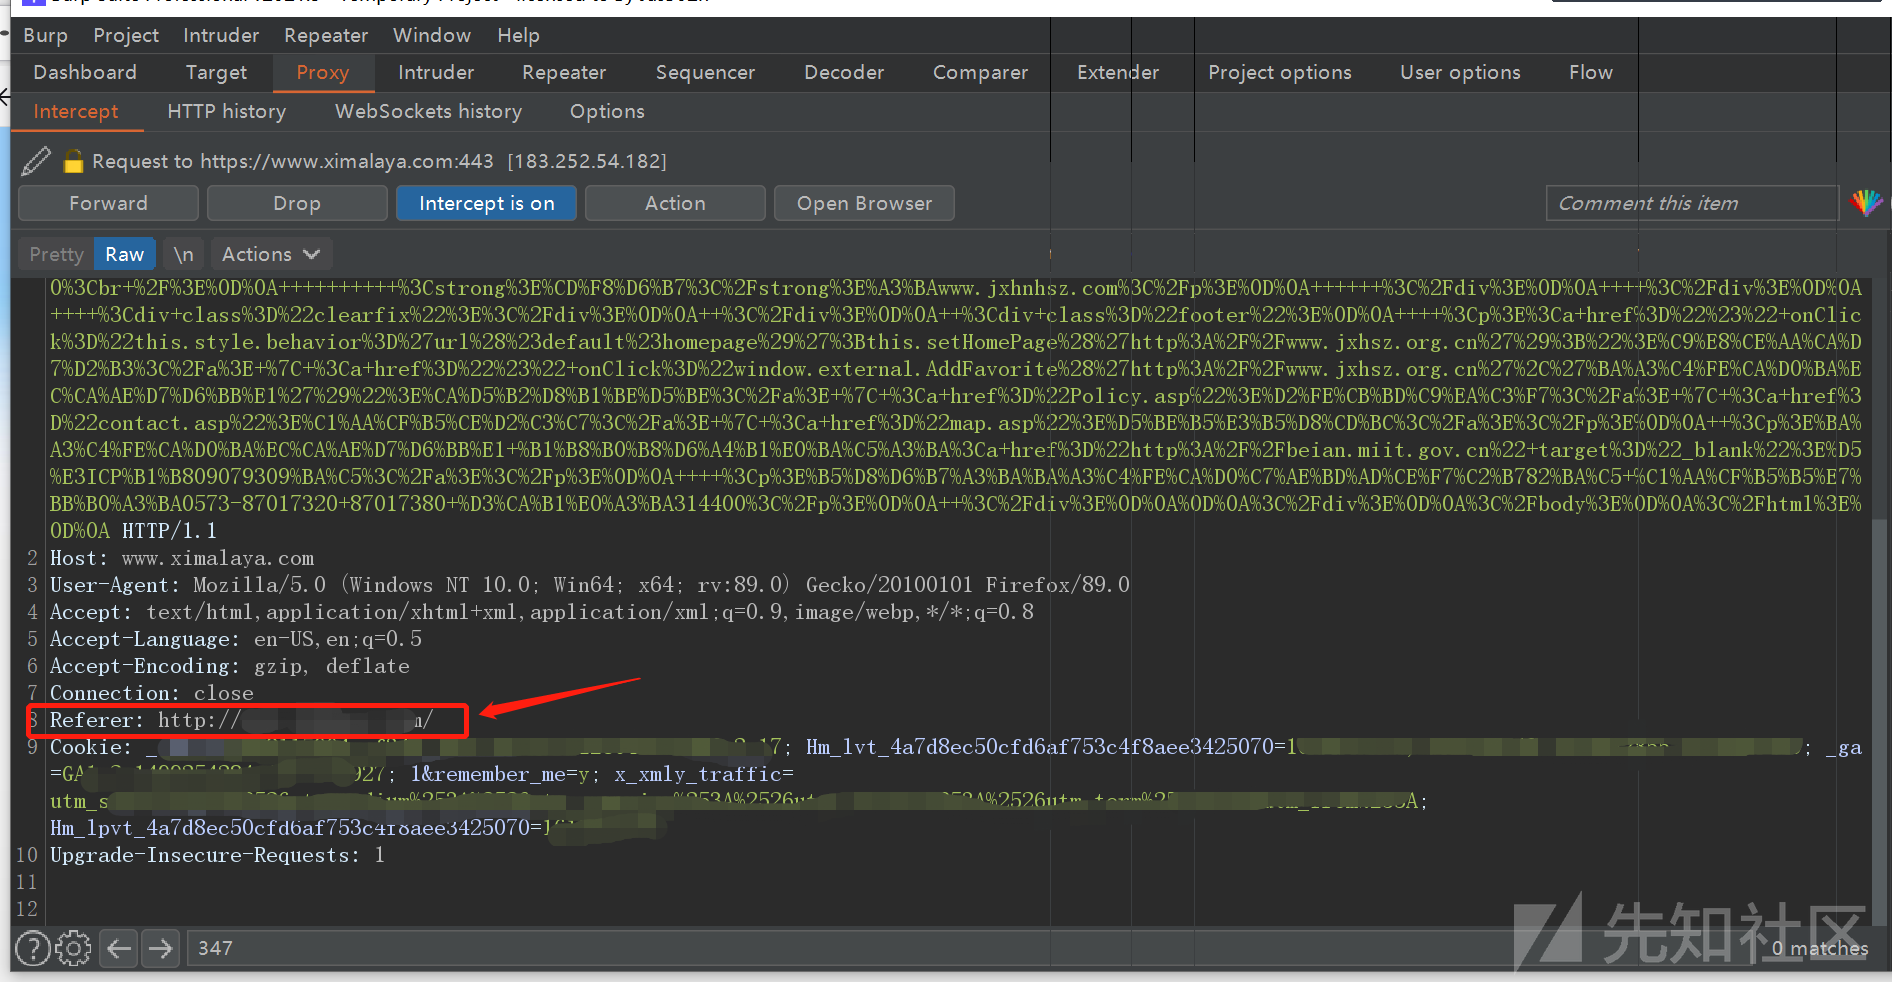 Burp Project Intruder Repeater Window Help
Dashboard Target Proxy Intruder Repeater Sequencer Decoder Comparer Extender Project options User options Flow
Intercept HTTP history WebSockets history Options
Request to https://www.ximalaya.com:443 [183.252.54.182]
Forward Drop Intercept is on Action Open Browser Comment this item
Pretty Raw \n Actions
0%3Cbr+%2F%3E%0D%0A++++++++++%3Cstrong%3E%CD%F8%D6%B7%3C%2Fstrong%3E%A3%BAwww.jxhnhsz.com%3C%2Fp%3E%0D%0A++++++%3C%2Fdiv%3E%0D%0A++++%3C%2Fdiv%3E%0D%0A
++++%3Cdiv+class%3D%22clearfix%22%3E%3C%2Fdiv%3E%0D%0A++%3C%2Fdiv%3E%0D%0A++%3Cdiv+class%3D%22footer%22%3E%0D%0A++++%3Cp%3E%3Ca+href%3D%22%23%22+onClic
k%3D%22this.style.behavior%3D%27url%28%23default%23homepage%29%27%3Bthis.setHomePage%28%27http%3A%2F%2Fwww.jxhsz.org.cn%27%29%3B%22%3E%C9%E8%CE%AA%CA%D
7%D2%B3%3C%2Fa%3E+%7C+%3Ca+href%3D%22%23%22+onClick%3D%22window.external.AddFavorite%28%27http%3A%2F%2Fwww.jxhsz.org.cn%27%2C%27%BA%A3%C4%FE%CA%D0%BA%E
C%CA%AE%D7%D6%BB%E1%27%29%22%3E%CA%D5%B2%D8%B1%BE%D5%BE%3C%2Fa%3E+%7C+%3Ca+href%3D%22Policy.asp%22%3E%D2%FE%CB%BD%C9%EA%C3%F7%3C%2Fa%3E+%7C+%3Ca+href%3
D%22contact.asp%22%3E%C1%AA%CF%B5%CE%D2%C3%C7%3C%2Fa%3E+%7C+%3Ca+href%3D%22map.asp%22%3E%D5%BE%B5%E3%B5%D8%CD%BC%3C%2Fa%3E%3C%2Fp%3E%0D%0A++%3Cp%3E%BA%
A3%C4%FE%CA%D0%BA%EC%CA%AE%D7%D6%BB%E1+%B1%B8%B0%B8%D6%A4%B1%E0%BA%C5%A3%BA%3Ca+href%3D%22http%3A%2F%2Fbeian.miit.gov.cn%22+target%3D%22_blank%22%3E%D5
%E3ICP%B1%B809079309%BA%C5%3C%2Fa%3E%3C%2Fp%3E%0D%0A++++%3Cp%3E%B5%D8%D6%B7%A3%BA%BA%A3%C4%FE%CA%D0%C7%AE%BD%AD%CE%F7%C2%B782%BA%C5+%C1%AA%CF%B5%B5%E7%
BB%B0%A3%BA0573-87017320+87017380+%D3%CA%B1%E0%A3%BA314400%3C%2Fp%3E%0D%0A++%3C%2Fdiv%3E%0D%0A%0D%0A%3C%2Fdiv%3E%0D%0A%3C%2Fbody%3E%0D%0A%3C%2Fhtml%3E%
0D%0A HTTP/1.1
2 Host: www.ximalaya.com
3 User-Agent: Mozilla/5.0 (Windows NT 10.0; Win64; x64; rv:89.0) Gecko/20100101 Firefox/89.0
4 Accept: text/html,application/xhtml+xml,application/xml;q=0.9,image/webp,*/*;q=0.8
5 Accept-Language: en-US,en;q=0.5
6 Accept-Encoding: gzip, deflate
7 Connection: close
8 Referer: http://
9 Cookie: Hm_lvt_4a7d8ec50cfd6af753c4f8aee3425070= _ga
927; 1&remember_me=y; x_xmly_traffic=
Hm_lpvt_4a7d8ec50cfd6af753c4f8aee3425070=
10 Upgrade-Insecure-Requests: 1
11
12
347 0 matches
先知社区